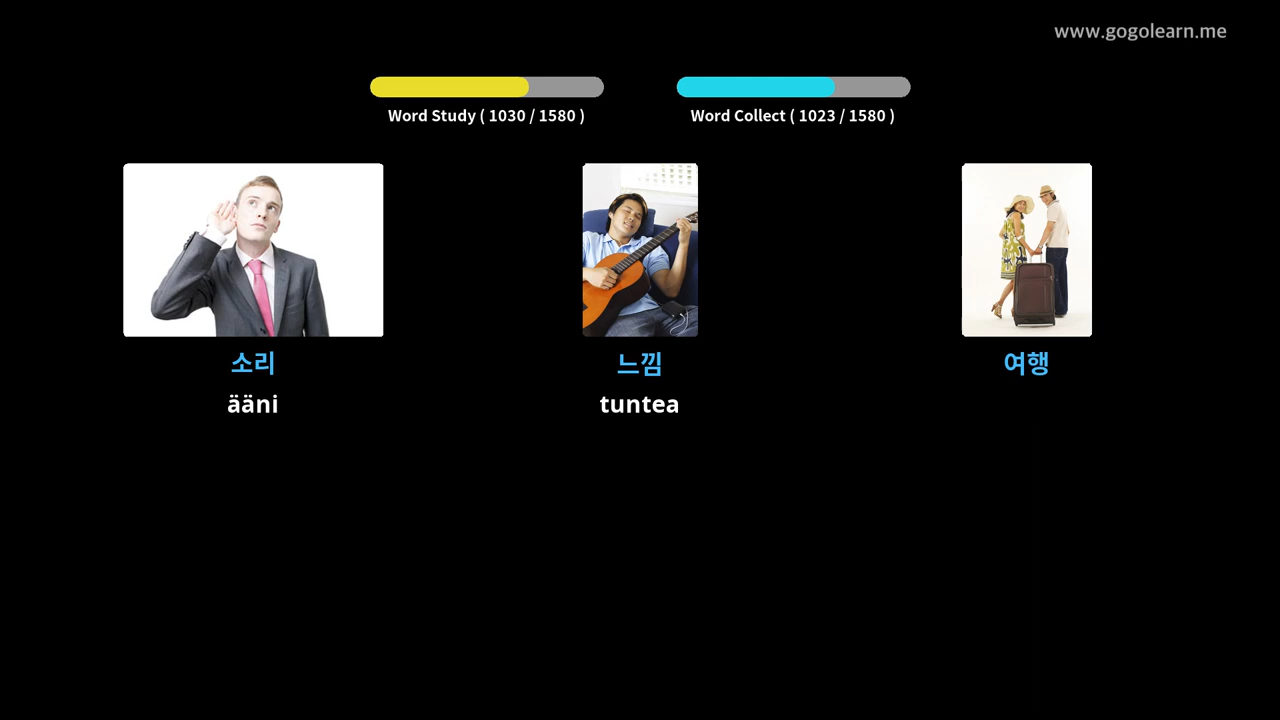 www.gogolearn.me
Word Study ( 1030 / 1580 )
Word Collect ( 1023 / 1580 )
소리
느낌
여행
ääni
tuntea